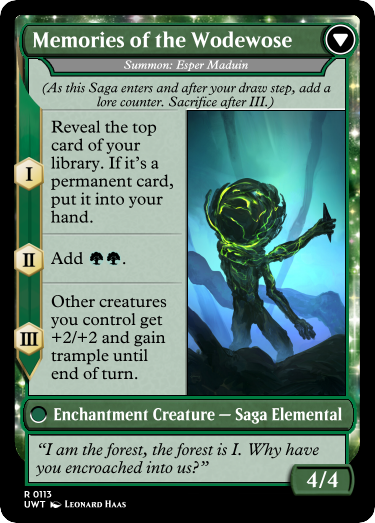 Memories of the Wodewose
Summon: Esper Maduin
(As this Saga enters and after your draw step, add a
lore counter. Sacrifice after III.)
I
Reveal the top
card of your
library. If it's a
permanent card,
put it into your
hand.
II
Add .
III
Other creatures
you control get
+2/+2 and gain
trample until
end of turn.
Enchantment Creature — Saga Elemental
“I am the forest, the forest is I. Why have
you encroached into us?”
4/4
R 0113
UWT Leonard Haas